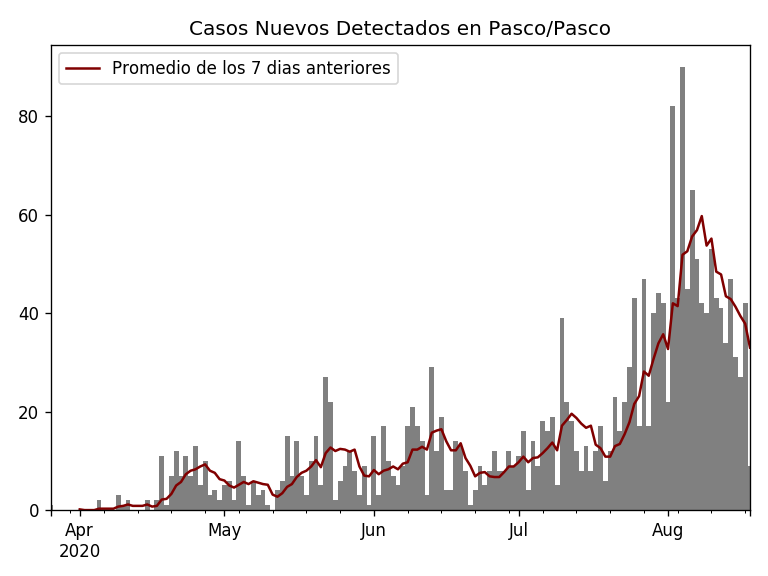 Casos Nuevos Detectados en Pasco/Pasco
Promedio de los 7 dias anteriores
80
60
40
20
0
Apr May Jun Jul Aug
2020